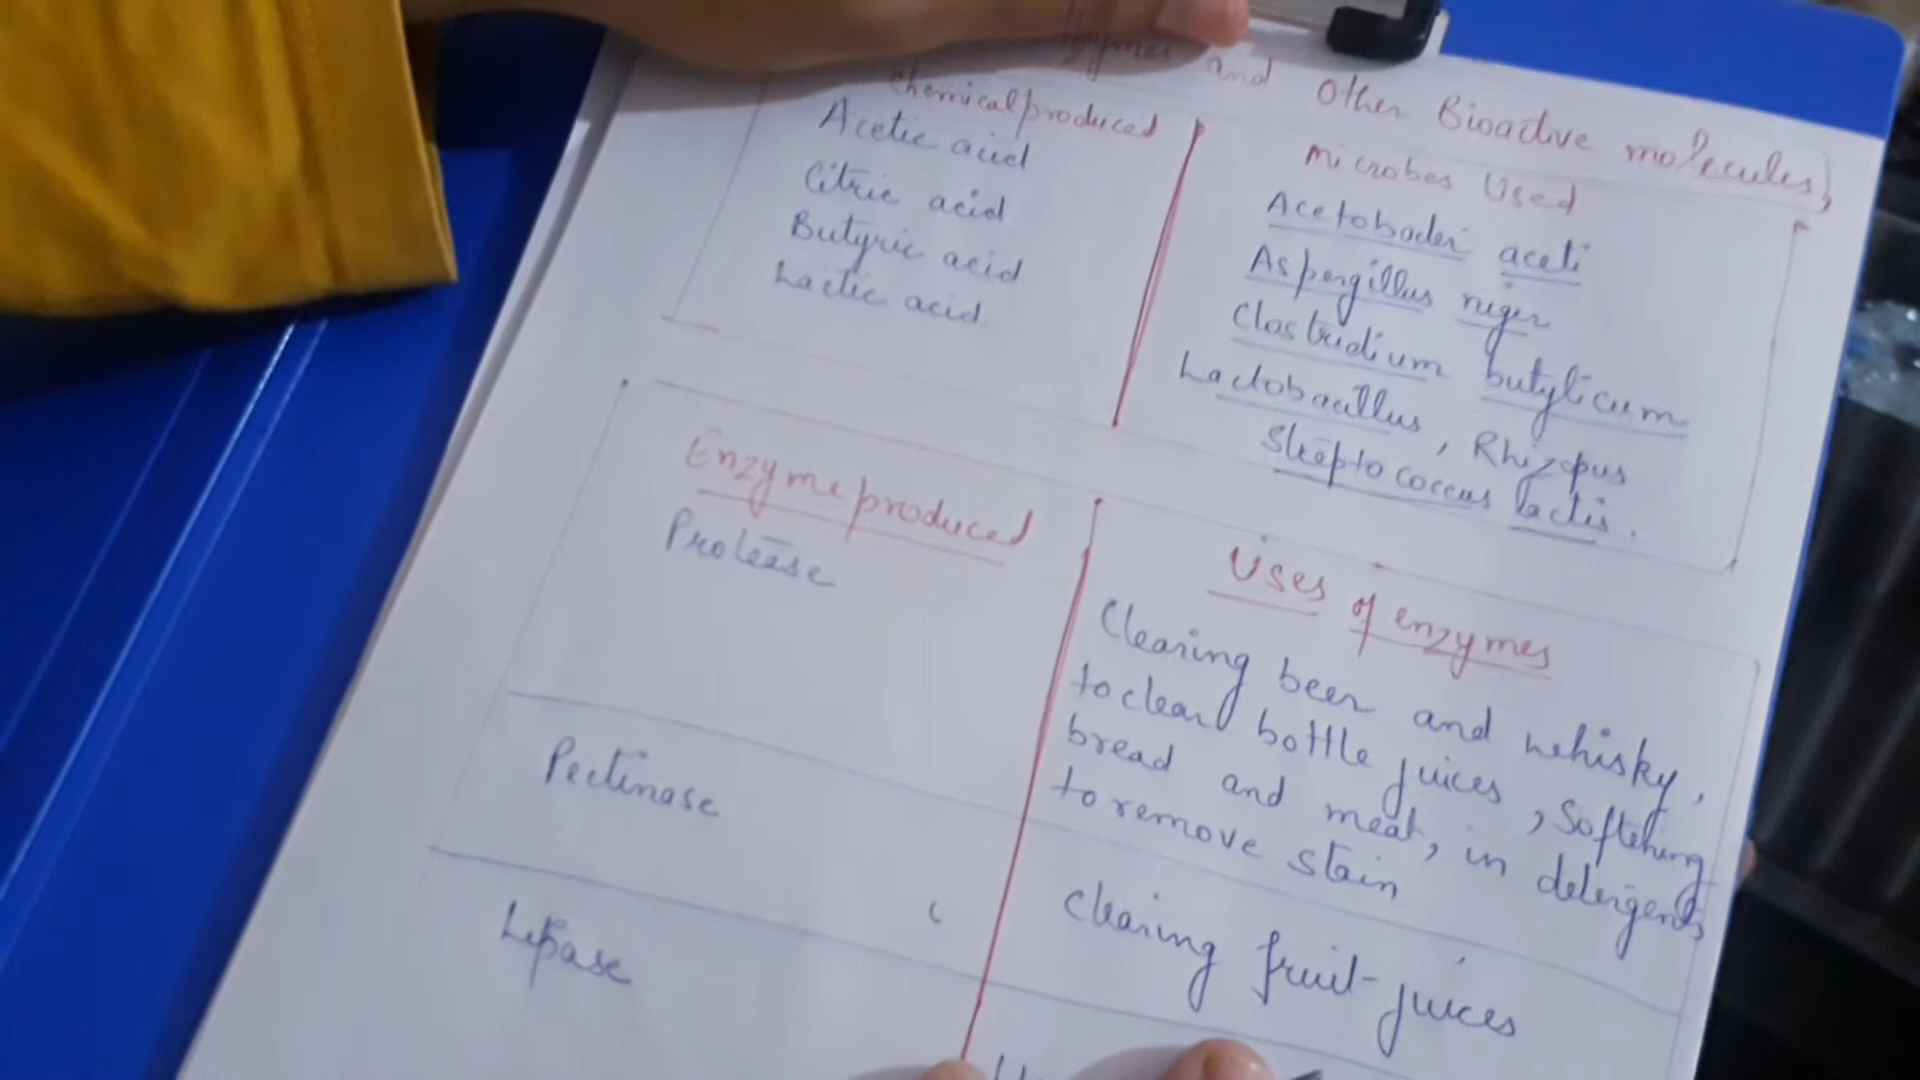 and Other Bioactive molecules,
Chemical produced
Microbes Used
Acetic acid
Acetobacter aceti
Citric acid
Aspergillus niger
Butyric acid
Clostridium butylicum
Lactic acid
Lactobacillus, Rhizopus
Streptococcus lactis.
Enzyme produced
Uses of enzymes
Protease
Clearing beer and whisky,
to clear bottle juices, Softening
bread and meat, in detergents
to remove stain
Pectinase
clearing fruit-juices
Lipase